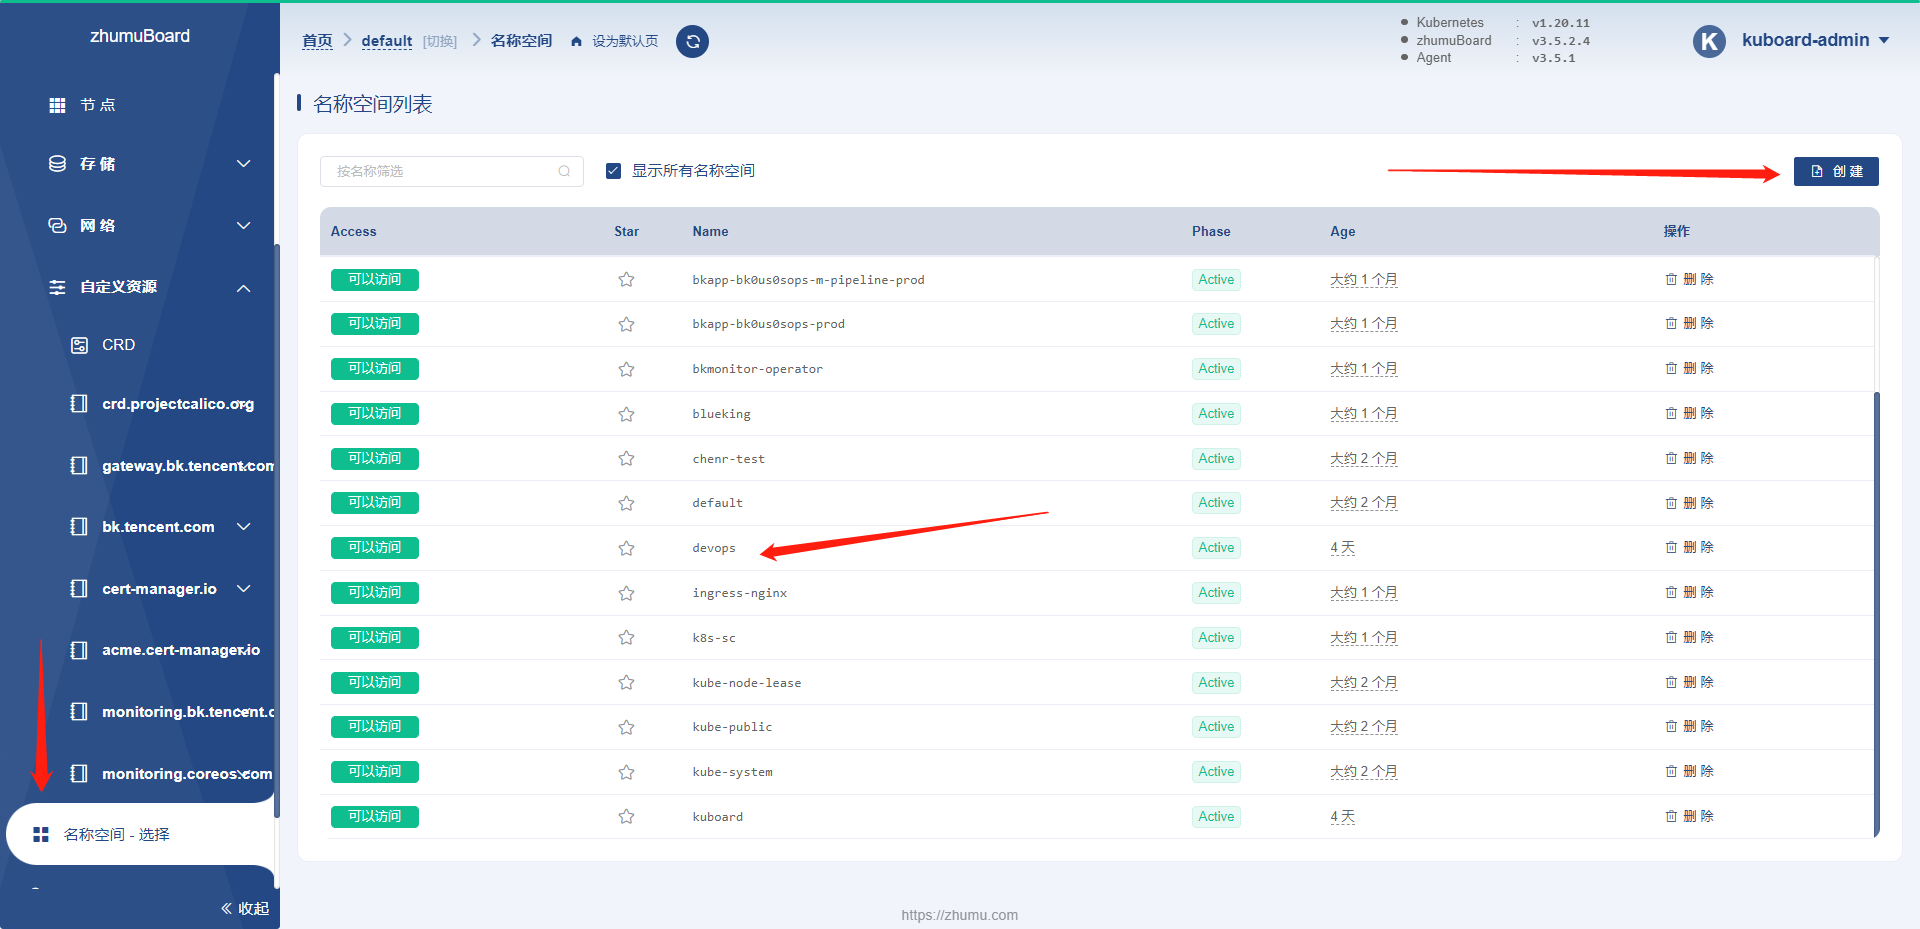 zhumuBoard
节 点
存 储
网 络
自定义资源
CRD
crd.projectcalico.org
gateway.bk.tencent.com
bk.tencent.com
cert-manager.io
acme.cert-manager.io
monitoring.bk.tencent.c
monitoring.coreos.com
名称空间 - 选择
收起
首页 default [切换] 名称空间 设为默认页
Kubernetes : v1.20.11
zhumuBoard : v3.5.2.4
Agent : v3.5.1
K kuboard-admin
名称空间列表
按名称筛选 显示所有名称空间 创 建
Access Star Name Phase Age 操作
可以访问 bkapp-bk0us0sops-m-pipeline-prod Active 大约 1 个月 删 除
可以访问 bkapp-bk0us0sops-prod Active 大约 1 个月 删 除
可以访问 bkmonitor-operator Active 大约 1 个月 删 除
可以访问 blueking Active 大约 1 个月 删 除
可以访问 chenr-test Active 大约 2 个月 删 除
可以访问 default Active 大约 2 个月 删 除
可以访问 devops Active 4 天 删 除
可以访问 ingress-nginx Active 大约 1 个月 删 除
可以访问 k8s-sc Active 大约 1 个月 删 除
可以访问 kube-node-lease Active 大约 2 个月 删 除
可以访问 kube-public Active 大约 2 个月 删 除
可以访问 kube-system Active 大约 2 个月 删 除
可以访问 kuboard Active 4 天 删 除
https://zhumu.com